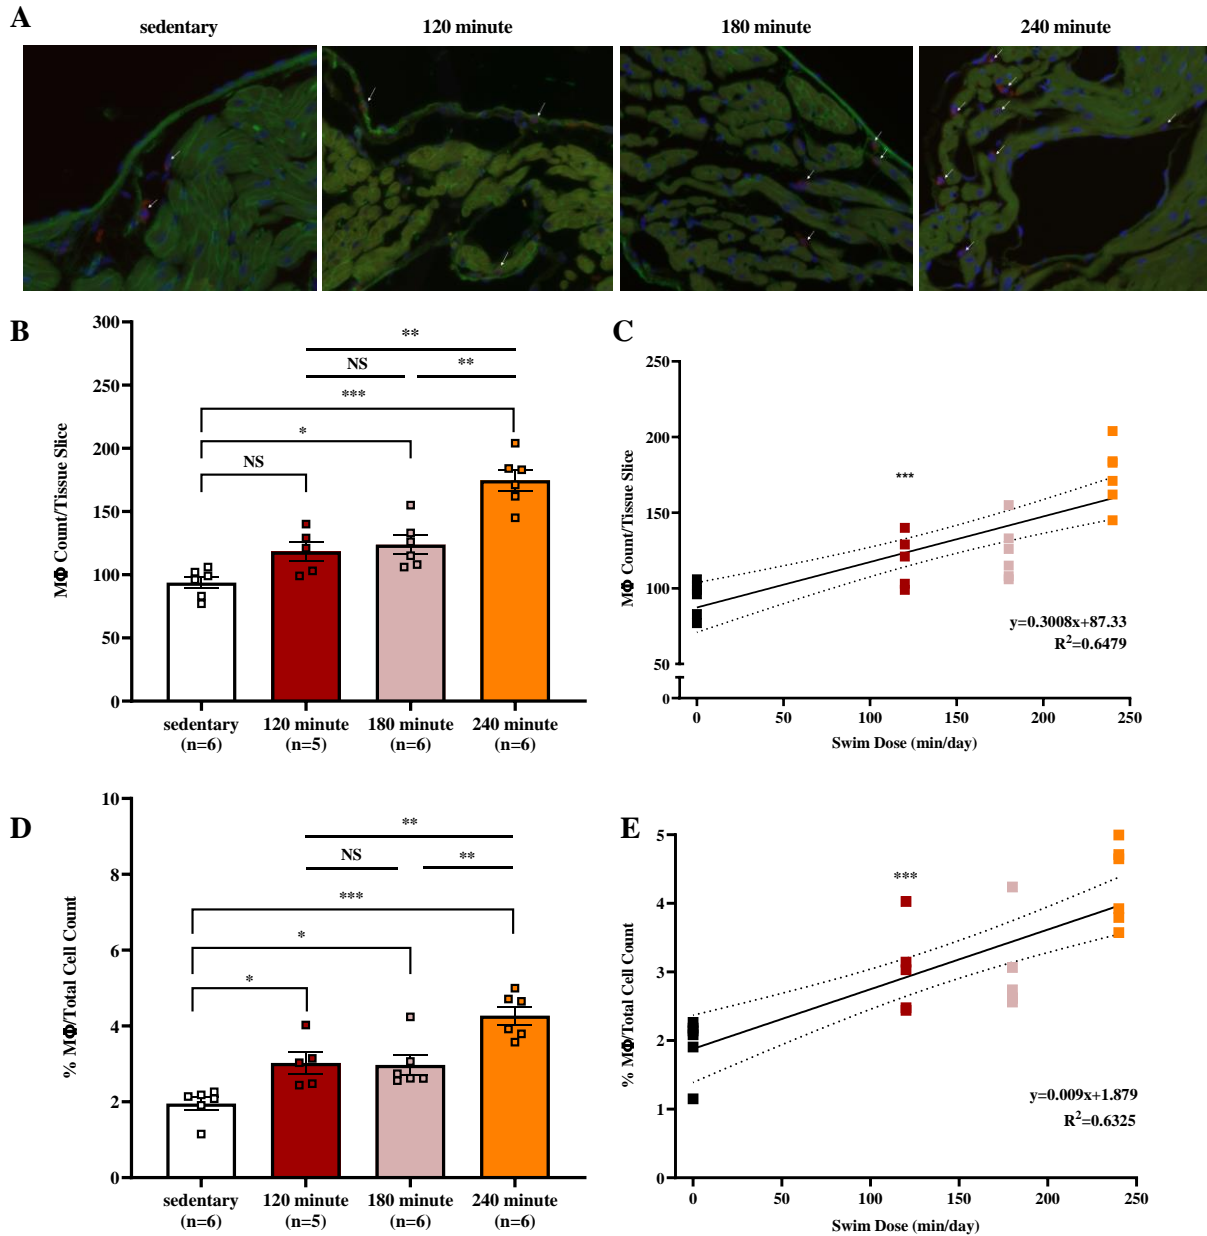 A
sedentary
120 minute
180 minute
240 minute
B
MΦ Count/Tissue Slice
300
250
200
150
100
50
0
**
NS
**
***
*
NS
sedentary
(n=6)
120 minute
(n=5)
180 minute
(n=6)
240 minute
(n=6)
C
MΦ Count/Tissue Slice
250
200
150
100
50
0
***
y=0.3008x+87.33
R²=0.6479
0
50
100
150
200
250
Swim Dose (min/day)
D
% MΦ/Total Cell Count
10
8
6
4
2
0
**
NS
**
***
*
*
sedentary
(n=6)
120 minute
(n=5)
180 minute
(n=6)
240 minute
(n=6)
E
% MΦ/Total Cell Count
5
4
3
2
1
0
***
y=0.009x+1.879
R²=0.6325
0
50
100
150
200
250
Swim Dose (min/day)